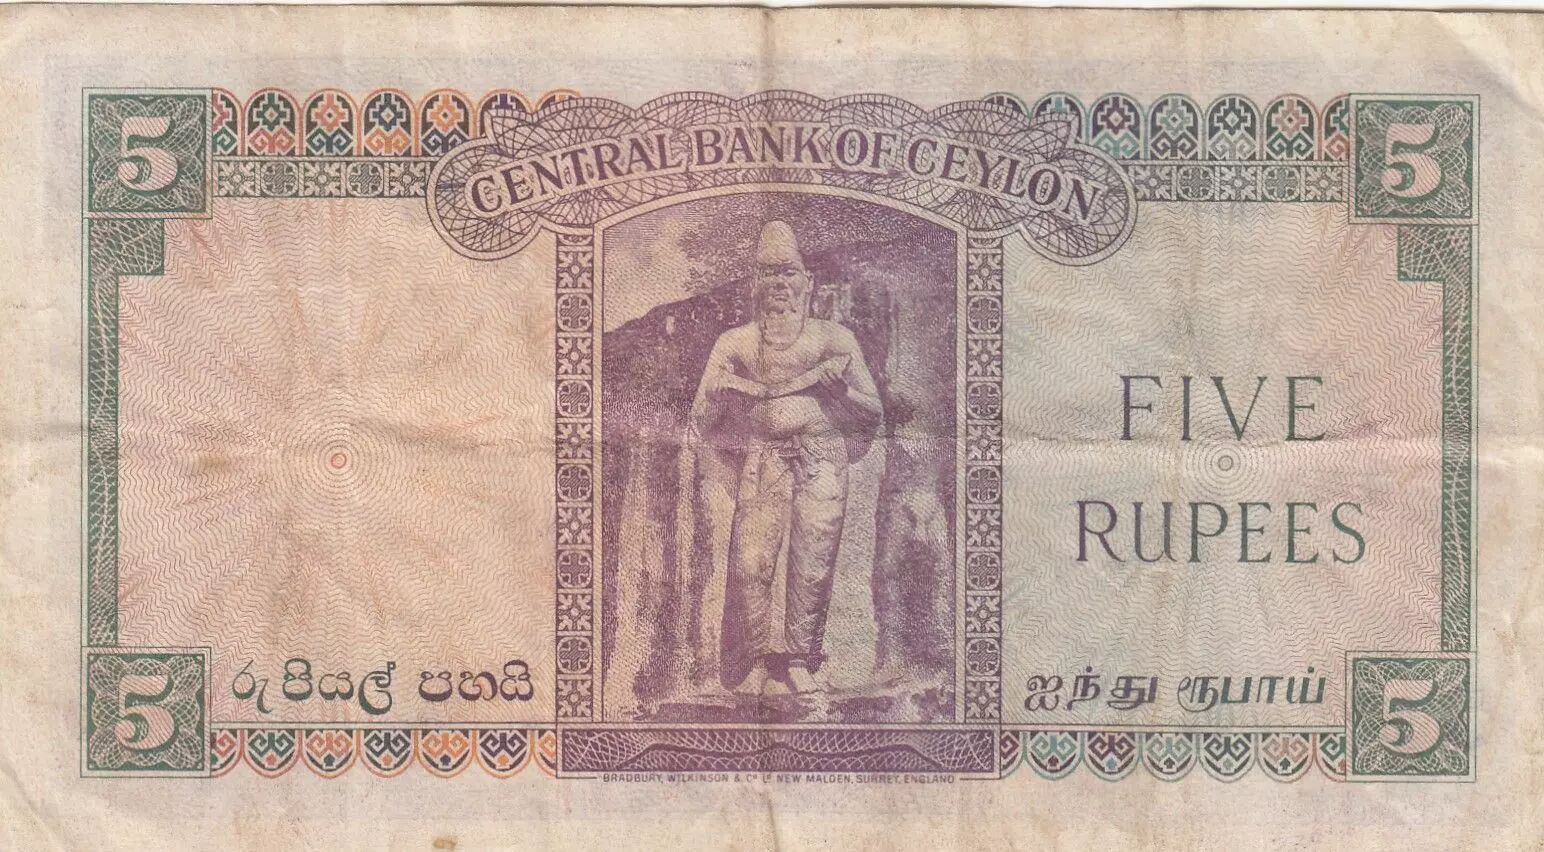 5
5
CENTRAL BANK OF CEYLON
FIVE
RUPEES
රුපියල් පහයි
ஐந்து ரூபாய்
5
5
BRADBURY, WILKINSON & Cº Lᴰ NEW MALDEN, SURREY, ENGLAND